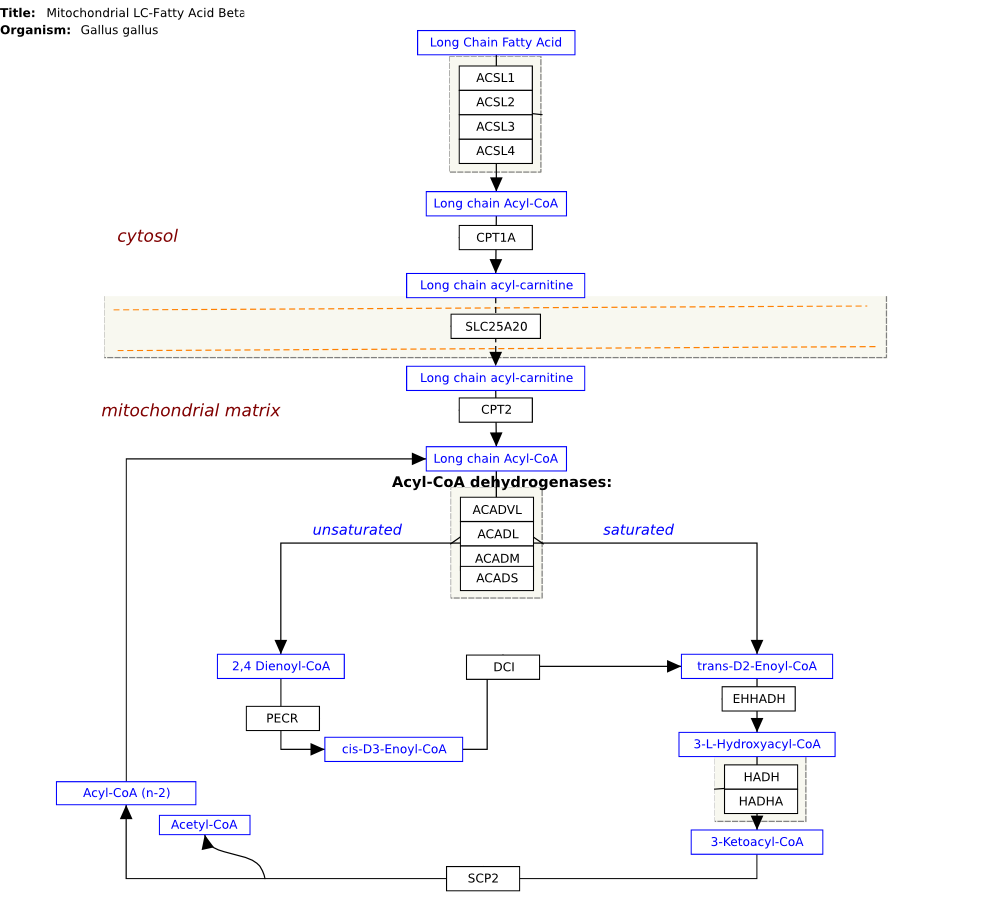 Title: Mitochondrial LC-Fatty Acid Beta
Organism: Gallus gallus
Long Chain Fatty Acid
ACSL1
ACSL2
ACSL3
ACSL4
Long chain Acyl-CoA
cytosol
CPT1A
Long chain acyl-carnitine
SLC25A20
Long chain acyl-carnitine
mitochondrial matrix
CPT2
Long chain Acyl-CoA
Acyl-CoA dehydrogenases:
ACADVL
unsaturated
ACADL
saturated
ACADM
ACADS
2,4 Dienoyl-CoA
DCI
trans-D2-Enoyl-CoA
EHHADH
PECR
cis-D3-Enoyl-CoA
3-L-Hydroxyacyl-CoA
HADH
Acyl-CoA (n-2)
HADHA
Acetyl-CoA
3-Ketoacyl-CoA
SCP2